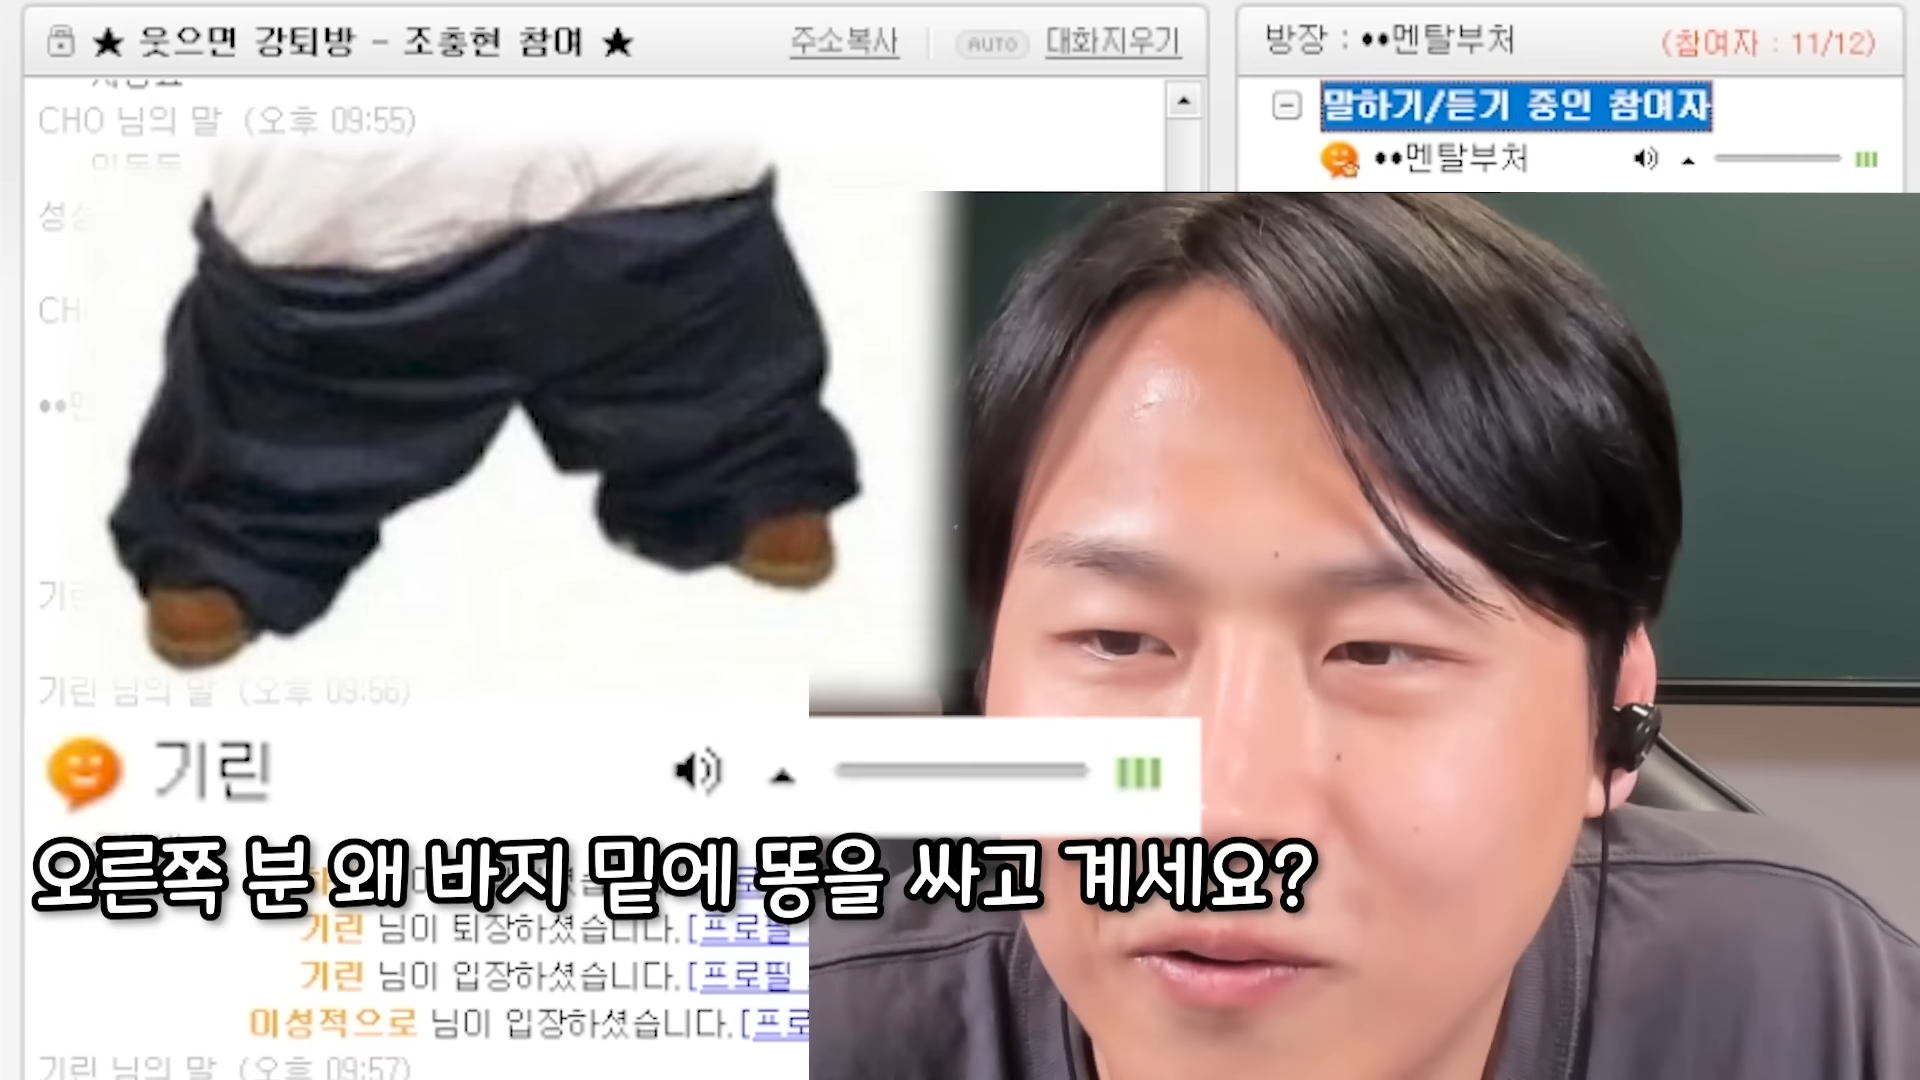 ★ 웃으면 강퇴방 - 조충현 참여 ★
주소복사
AUTO
대화지우기
방장 : ••멘탈부처
(참여자 : 11/12)
CHO 님의 말 (오후 09:55)
말하기/듣기 중인 참여자
••멘탈부처
기린 님의 말 (오후 09:56)
기린
오른쪽 분 왜 바지 밑에 똥을 싸고 계세요?
기린 님이 퇴장하셨습니다.[프로필
기린 님이 입장하셨습니다.[프로필
이성적으로 님이 입장하셨습니다.[프로
기린 님의 말 (오후 09:57)